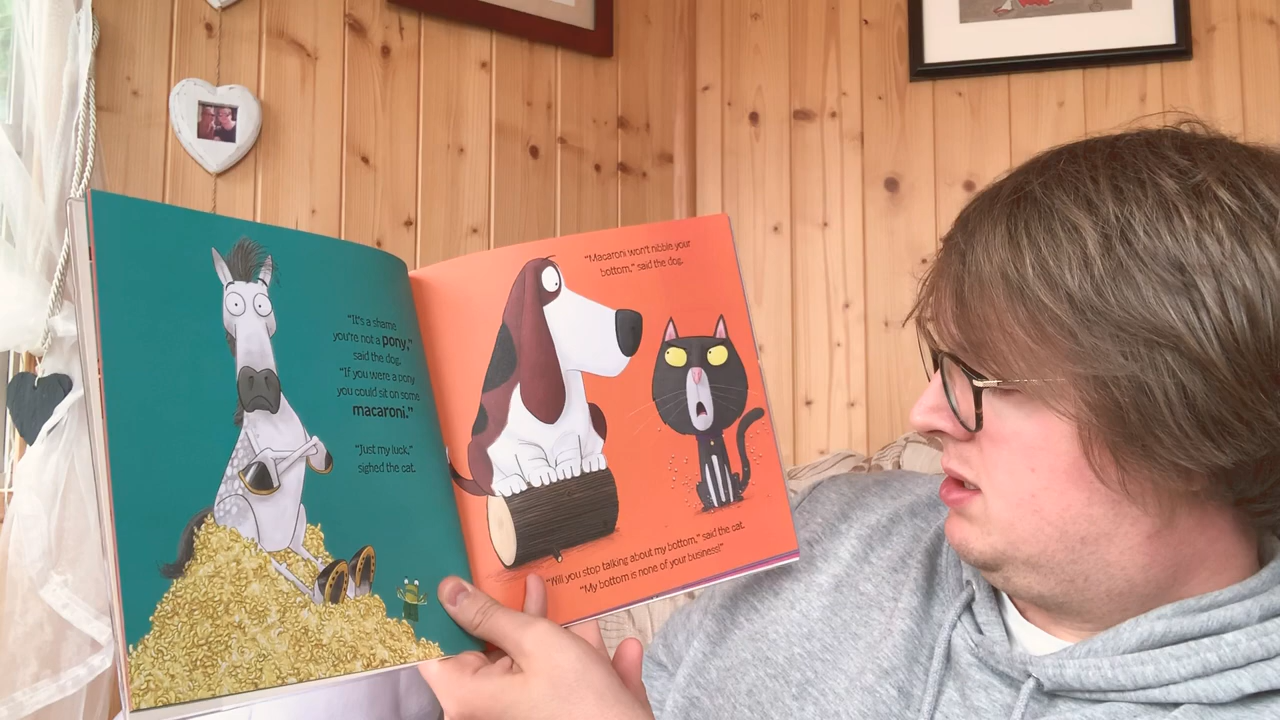 "It's a shame
you're not a pony,"
said the dog.
"If you were a pony
you could sit on some
macaroni."
"Just my luck,"
sighed the cat.
"Macaroni won't nibble your
bottom," said the dog.
"Will you stop talking about my bottom," said the cat.
"My bottom is none of your business!"